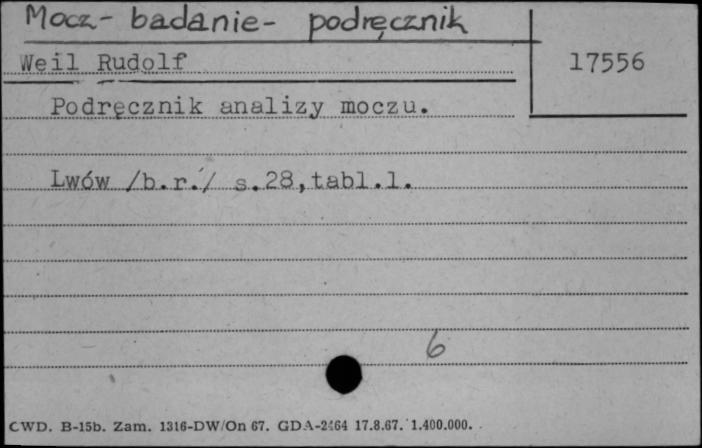 Mocz- badanie- podręcznik
Weil Rudolf
17556
Podręcznik analizy moczu.
Lwów /b.r./ s.28,tabl.1.
6
CWD. B-15b. Zam. 1316-DW/On 67. GDA-2464 17.8.67. 1.400.000.